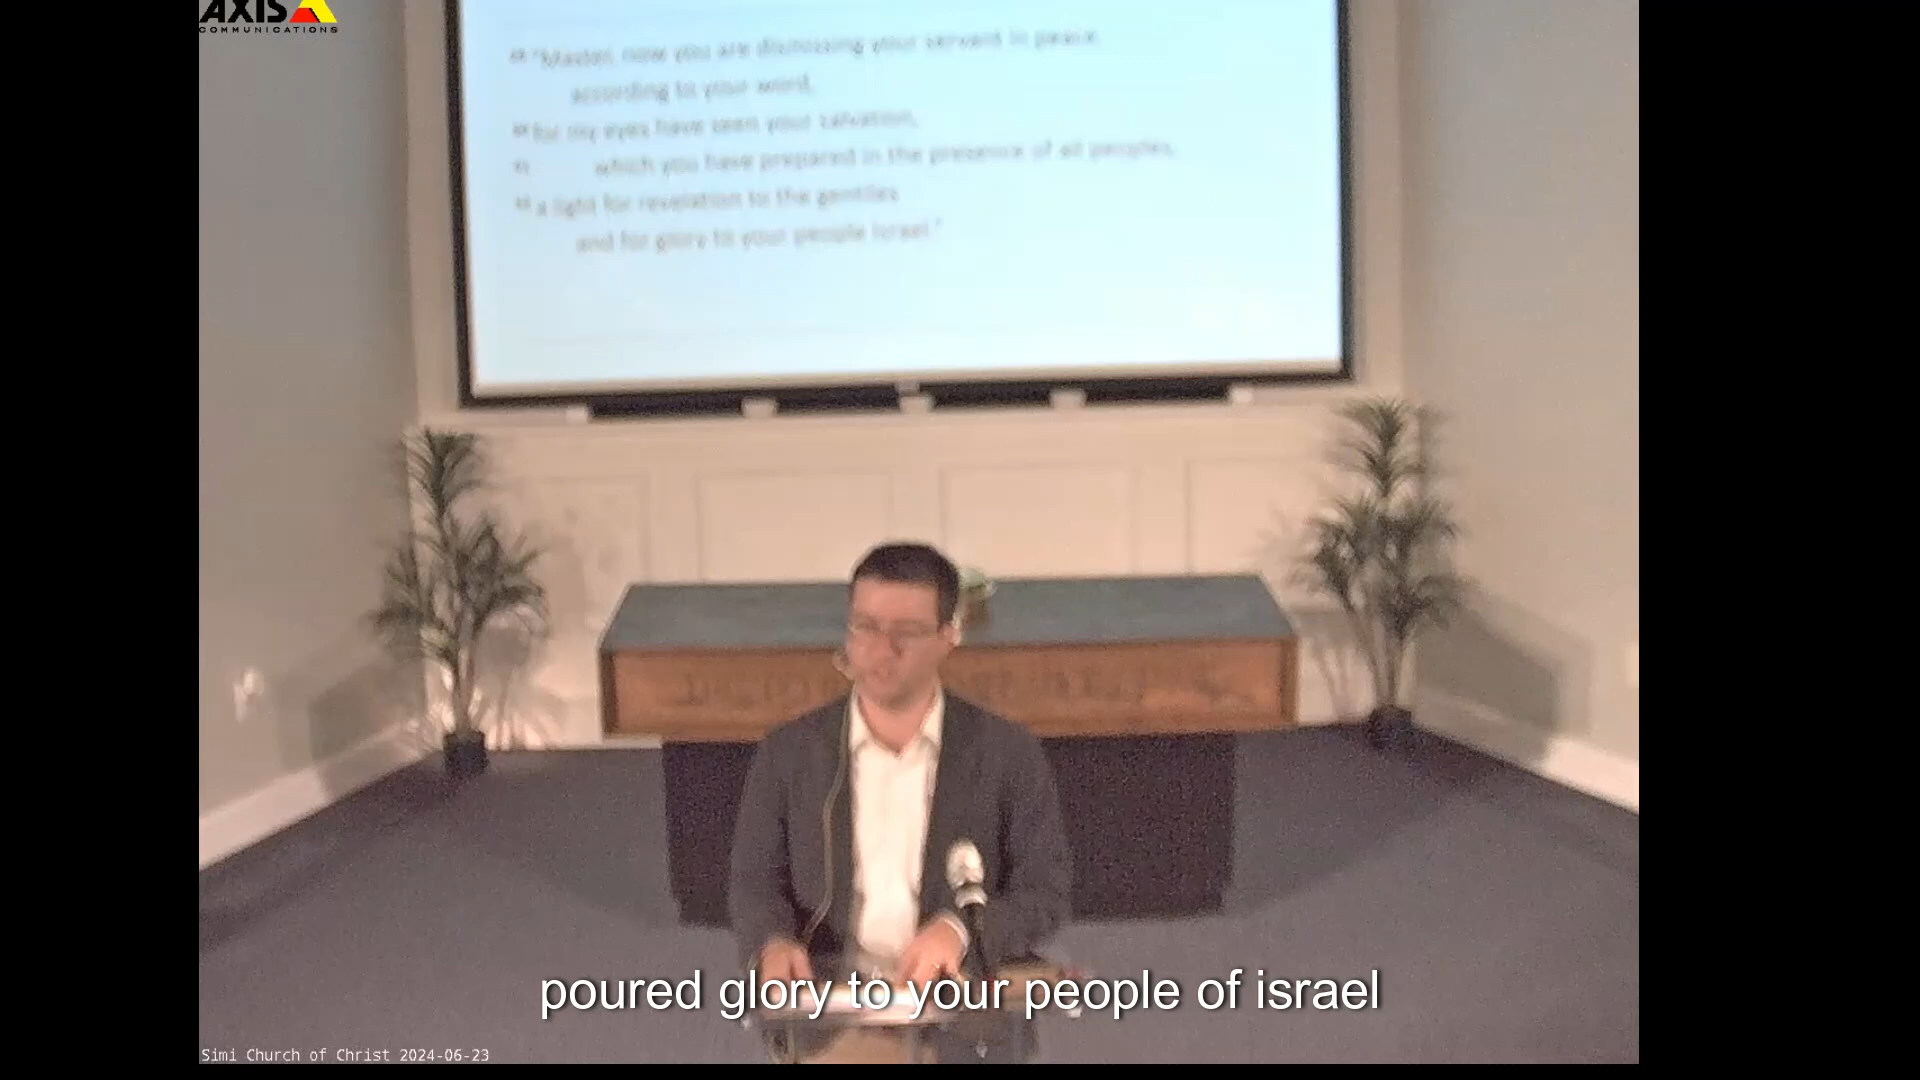 AXIS
COMMUNICATIONS
"Master, now you are dismissing your servant in peace,
according to your word,
for my eyes have seen your salvation,
which you have prepared in the presence of all peoples,
a light for revelation to the gentiles
and for glory to your people Israel."
poured glory to your people of israel
Simi Church of Christ 2024-06-23